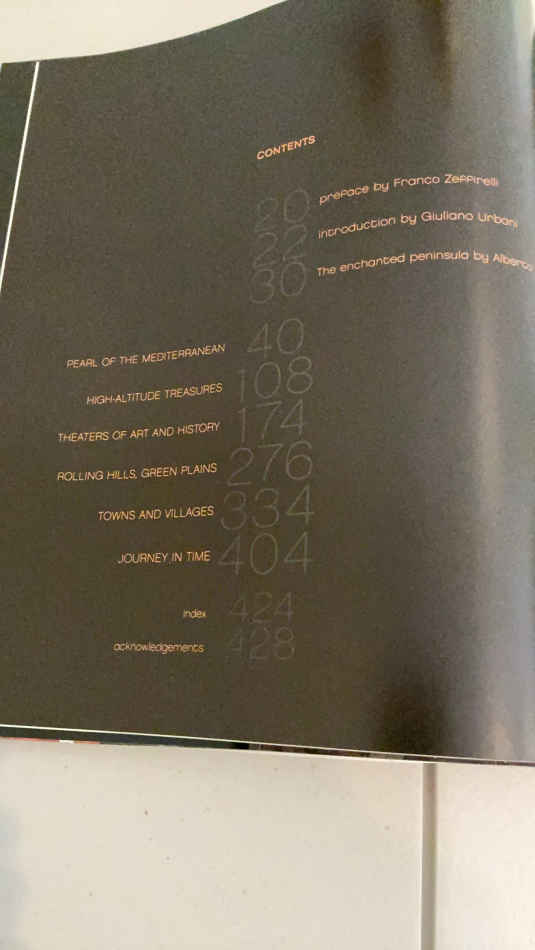 CONTENTS
20 preface by Franco Zeffirelli
22 introduction by Giuliano Urbani
30 The enchanted peninsula by Alberto
PEARL OF THE MEDITERRANEAN 40
HIGH-ALTITUDE TREASURES 108
THEATERS OF ART AND HISTORY 174
ROLLING HILLS, GREEN PLAINS 276
TOWNS AND VILLAGES 334
JOURNEY IN TIME 404
index 424
acknowledgements 428